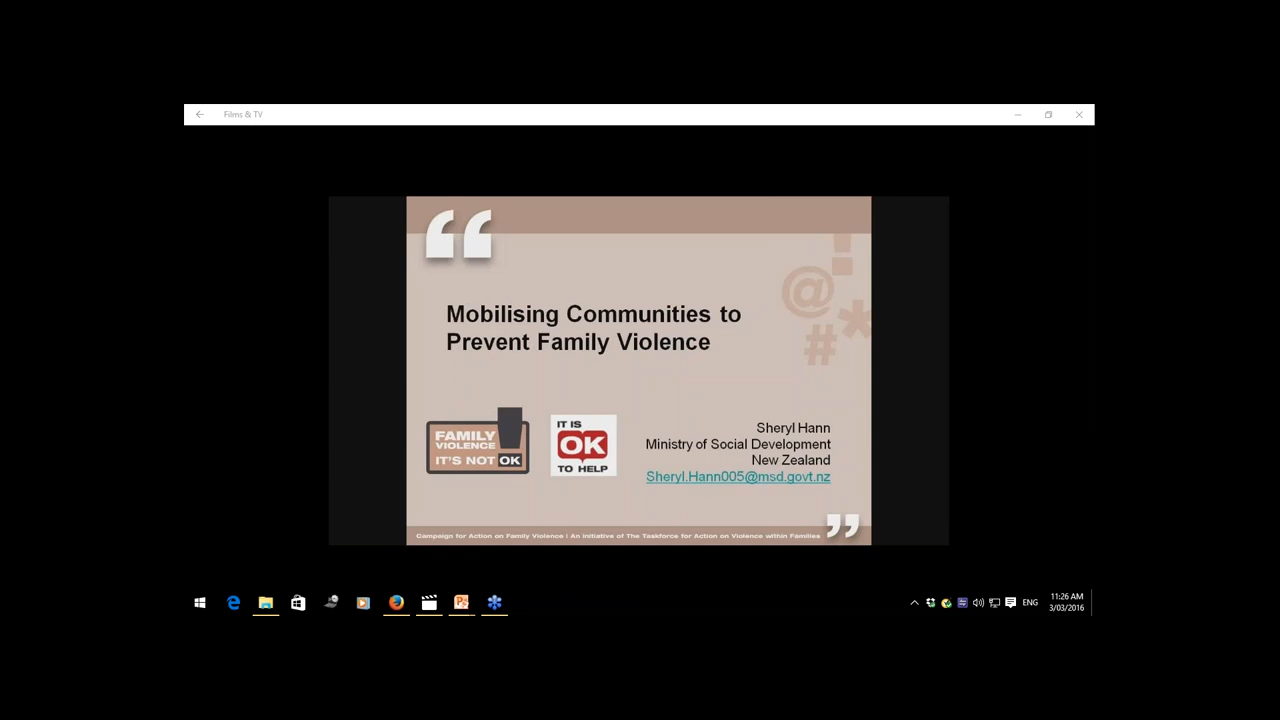 Films & TV
Mobilising Communities to
Prevent Family Violence
FAMILY
VIOLENCE
IT'S NOT OK
IT IS
OK
TO HELP
Sheryl Hann
Ministry of Social Development
New Zealand
Sheryl.Hann005@msd.govt.nz
Campaign for Action on Family Violence | An initiative of The Taskforce for Action on Violence within Families
ENG
11:26 AM
3/03/2016